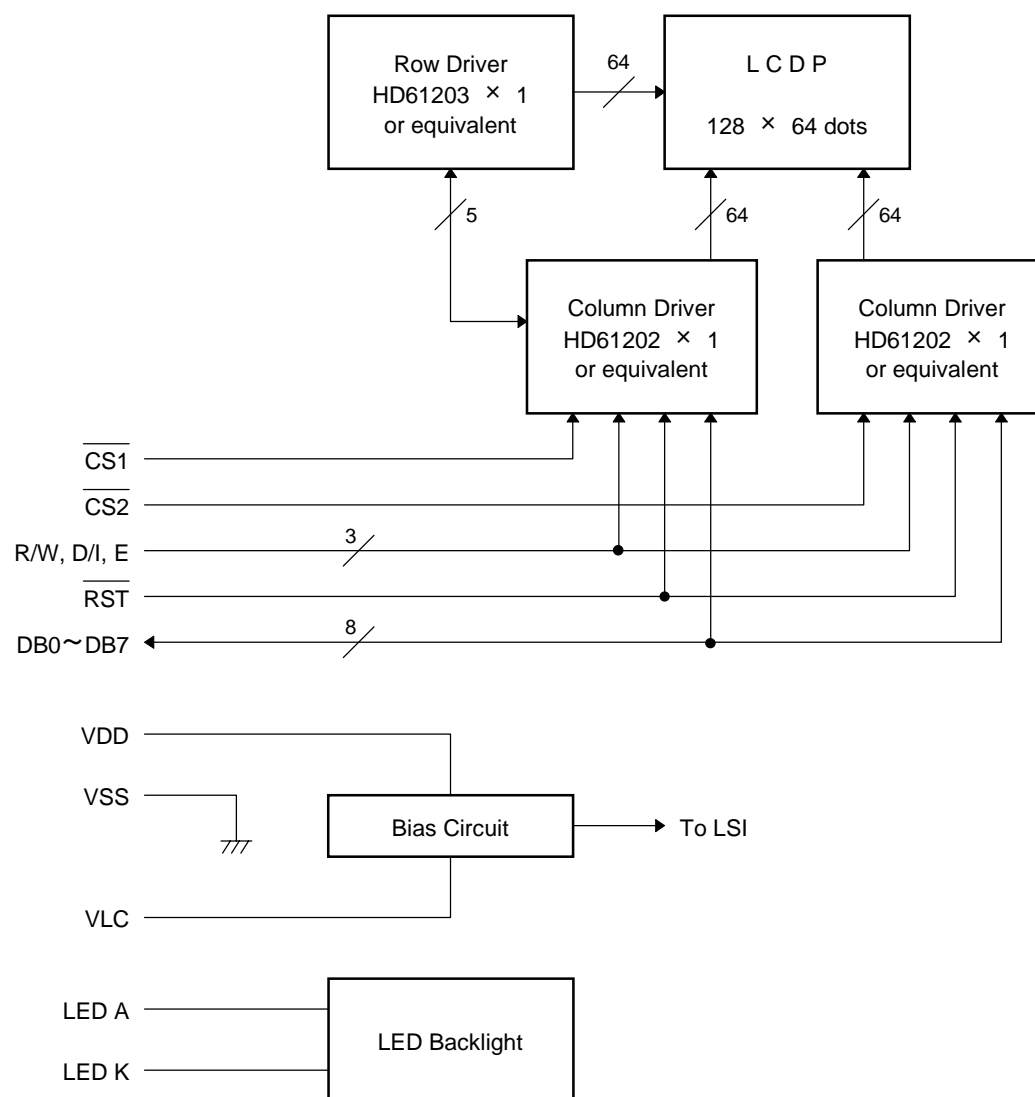 Row Driver
HD61203 × 1
or equivalent
64
L C D P
128 × 64 dots
5
64
64
Column Driver
HD61202 × 1
or equivalent
Column Driver
HD61202 × 1
or equivalent
CS1
CS2
R/W, D/I, E
3
RST
DB0～DB7
8
VDD
VSS
Bias Circuit
To LSI
VLC
LED A
LED Backlight
LED K